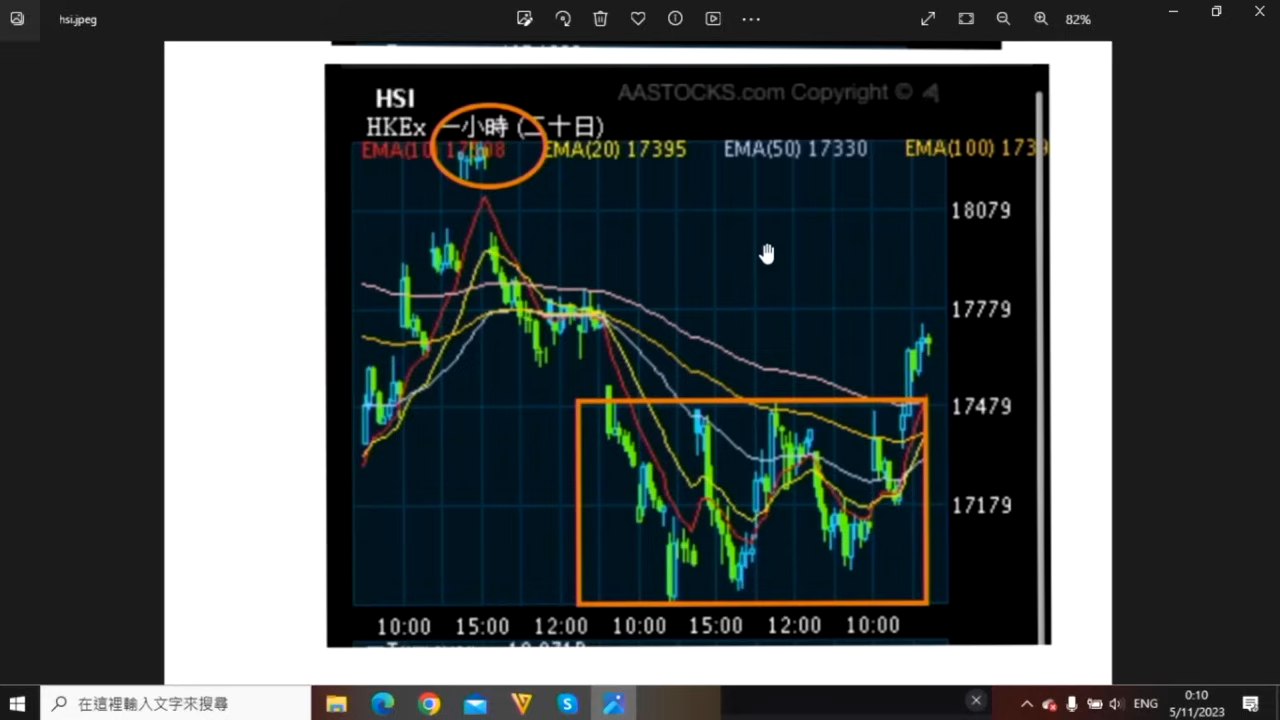 hsi.jpeg
82%
HSI
AASTOCKS.com Copyright ©
HKEx 一小時 (二十日)
EMA(10) EMA(20) 17395 EMA(50) 17330 EMA(100)
18079
17779
17479
17179
10:00 15:00 12:00 10:00 15:00 12:00 10:00
在這裡輸入文字來搜尋
ENG
0:10
5/11/2023